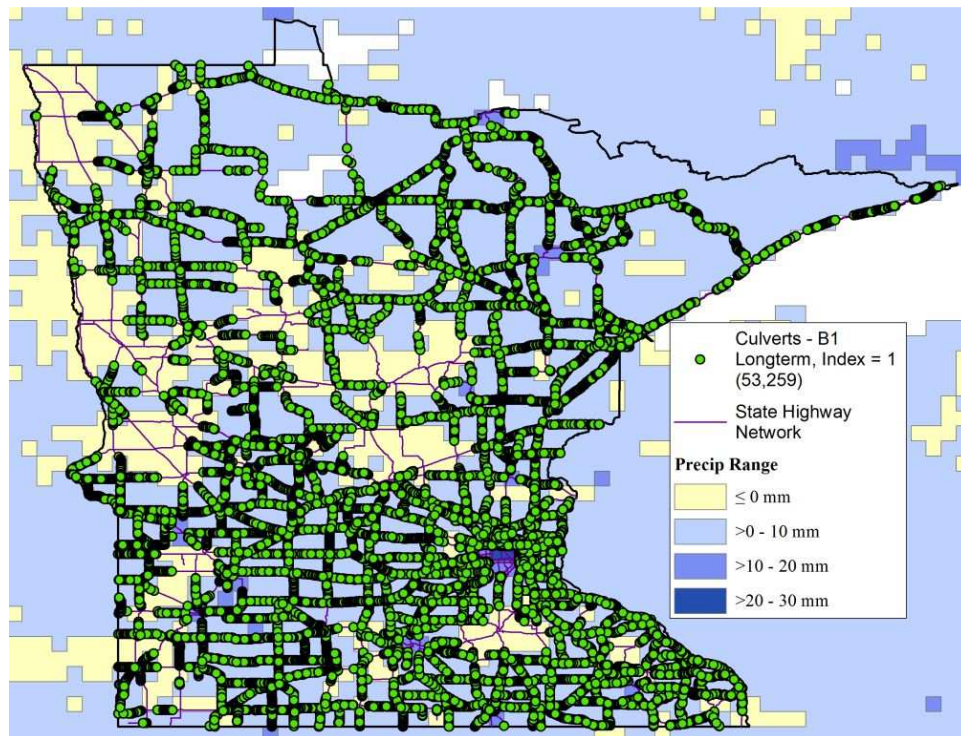 Culverts - B1
Longterm, Index = 1
(53,259)
State Highway
Network
Precip Range
≤ 0 mm
>0 - 10 mm
>10 - 20 mm
>20 - 30 mm